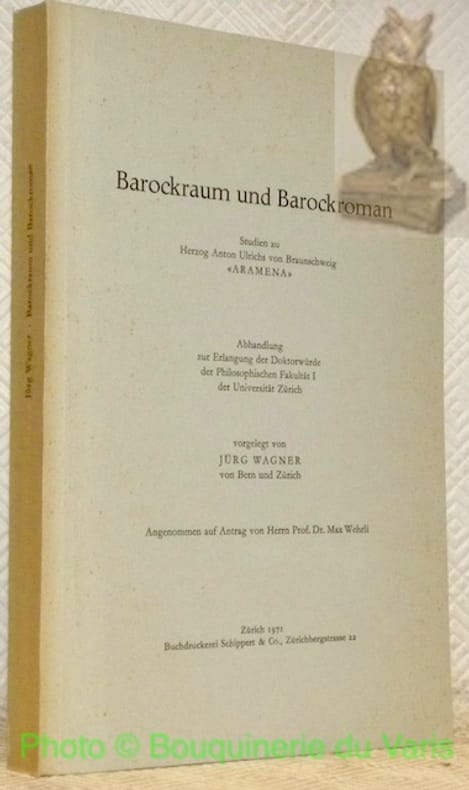 Jürg Wagner · Barockraum und Barockroman
Barockraum und Barockroman
Studien zu
Herzog Anton Ulrichs von Braunschweig
«ARAMENA»
Abhandlung
zur Erlangung der Doktorwürde
der Philosophischen Fakultät I
der Universität Zürich
vorgelegt von
JÜRG WAGNER
von Bern und Zürich
Angenommen auf Antrag von Herrn Prof. Dr. Max Wehrli
Zürich 1971
Buchdruckerei Schippert & Co., Zürichbergstrasse 22
Photo © Bouquinerie du Varis